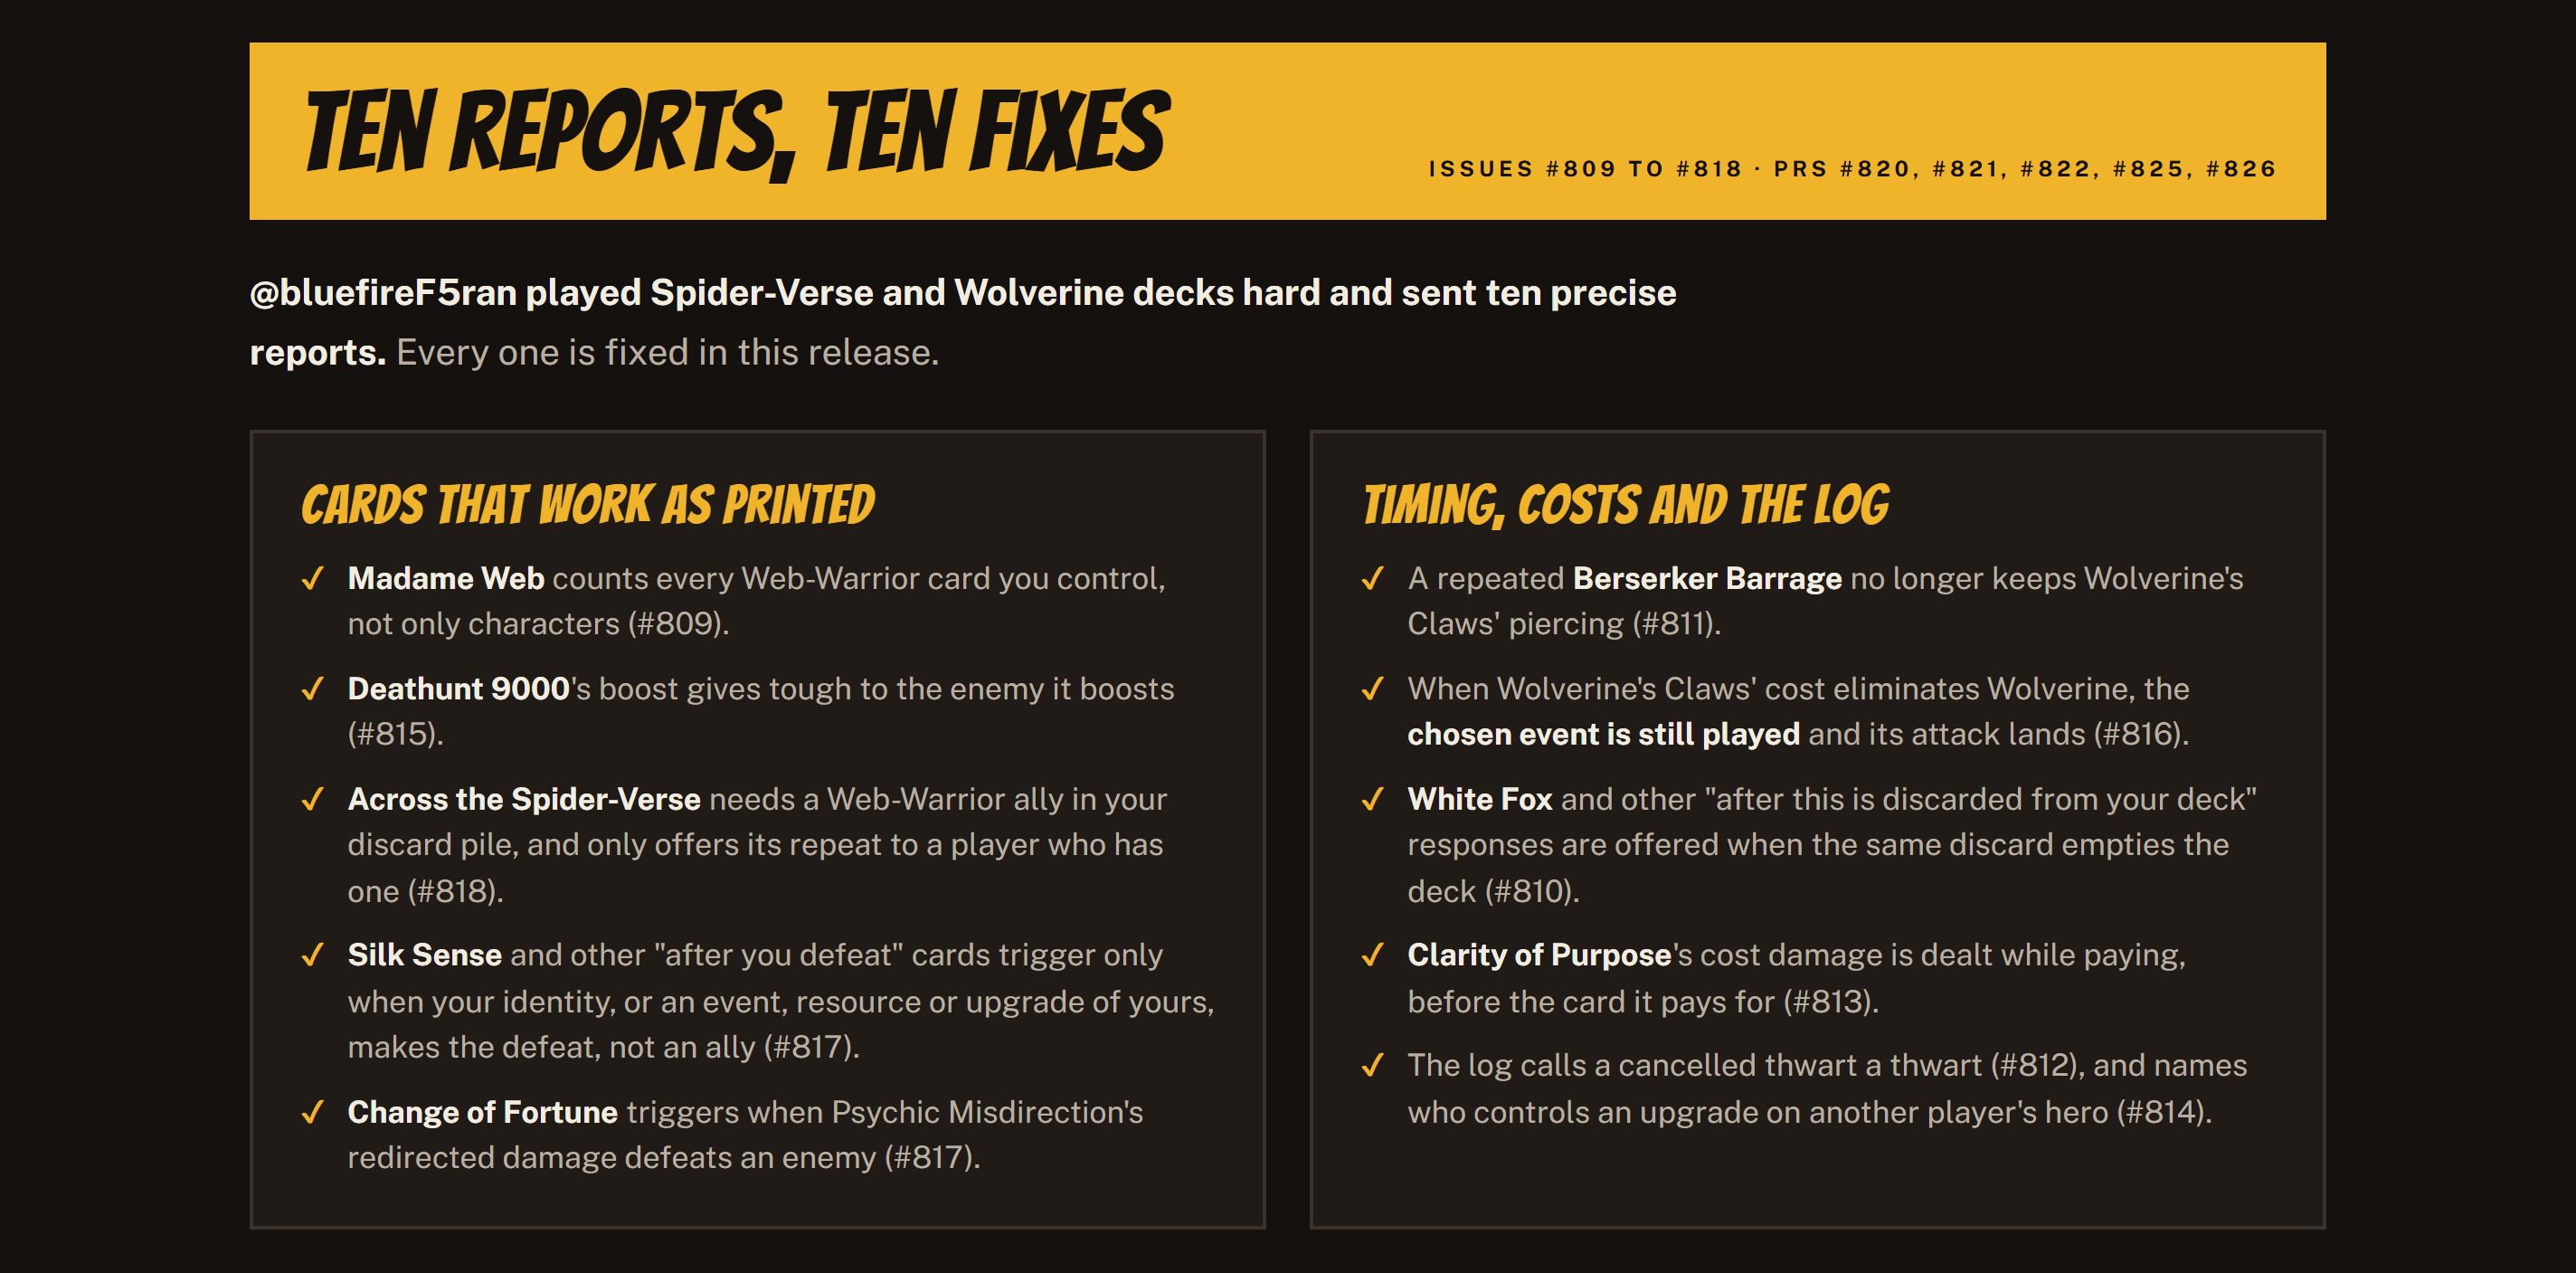 TEN REPORTS, TEN FIXES
ISSUES #809 TO #818 · PRS #820, #821, #822, #825, #826
@bluefireF5ran played Spider-Verse and Wolverine decks hard and sent ten precise
reports. Every one is fixed in this release.
CARDS THAT WORK AS PRINTED
✓ Madame Web counts every Web-Warrior card you control,
not only characters (#809).
✓ Deathunt 9000's boost gives tough to the enemy it boosts
(#815).
✓ Across the Spider-Verse needs a Web-Warrior ally in your
discard pile, and only offers its repeat to a player who has
one (#818).
✓ Silk Sense and other "after you defeat" cards trigger only
when your identity, or an event, resource or upgrade of yours,
makes the defeat, not an ally (#817).
✓ Change of Fortune triggers when Psychic Misdirection's
redirected damage defeats an enemy (#817).
TIMING, COSTS AND THE LOG
✓ A repeated Berserker Barrage no longer keeps Wolverine's
Claws' piercing (#811).
✓ When Wolverine's Claws' cost eliminates Wolverine, the
chosen event is still played and its attack lands (#816).
✓ White Fox and other "after this is discarded from your deck"
responses are offered when the same discard empties the
deck (#810).
✓ Clarity of Purpose's cost damage is dealt while paying,
before the card it pays for (#813).
✓ The log calls a cancelled thwart a thwart (#812), and names
who controls an upgrade on another player's hero (#814).